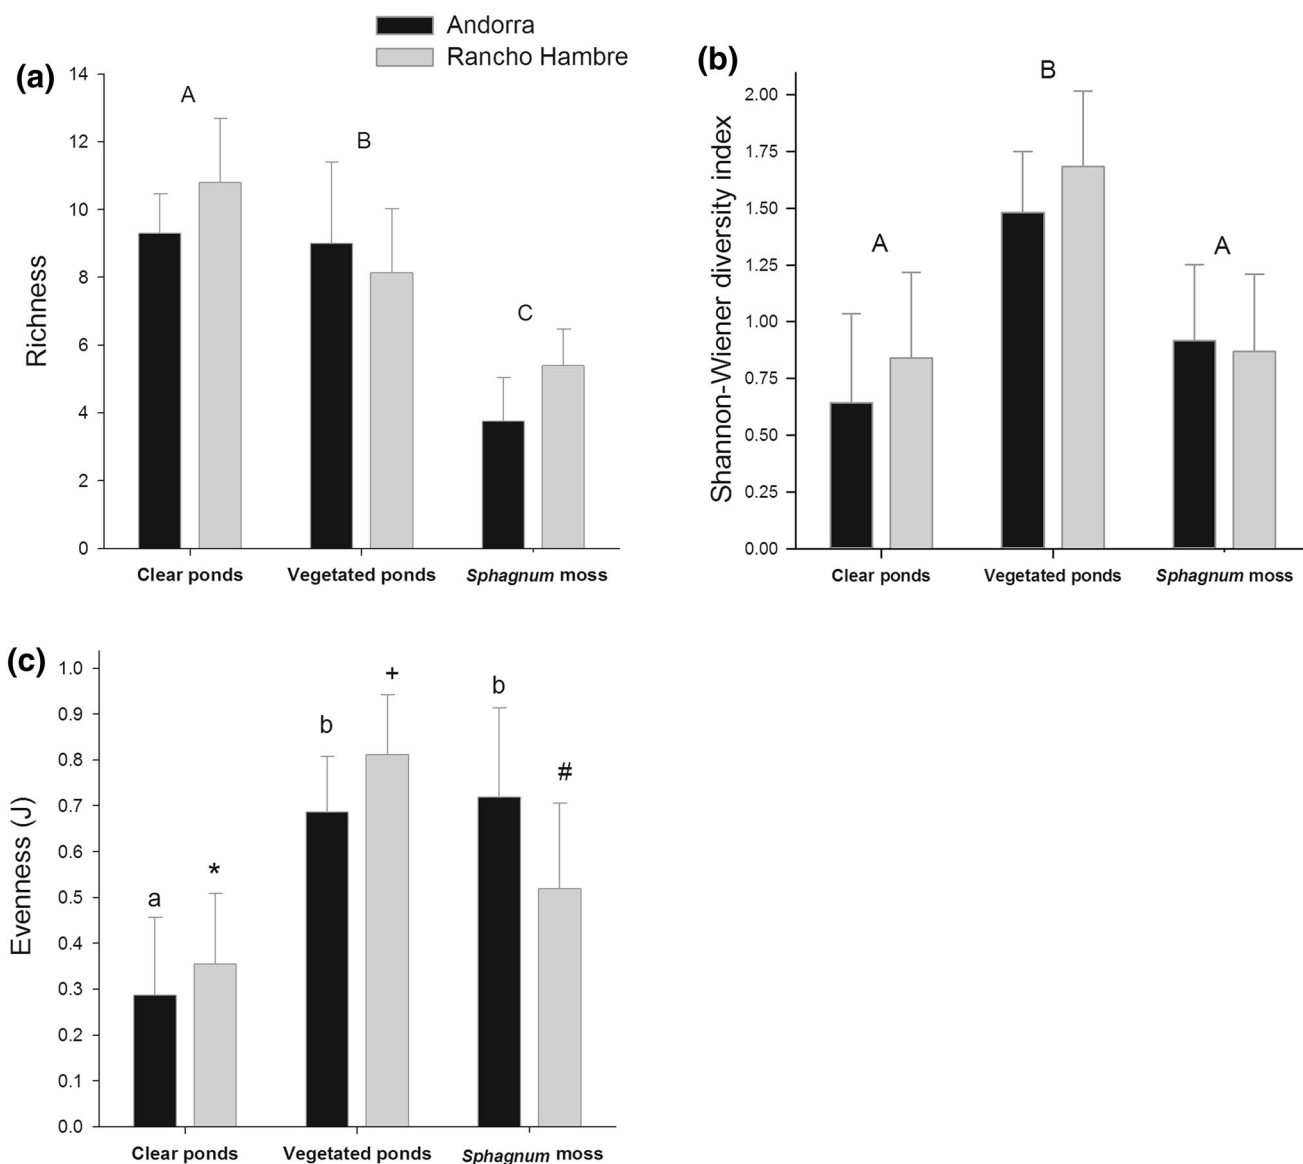 Andorra
Rancho Hambre
(a)
14
12
10
8
6
4
2
0
Richness
A
B
C
Clear ponds
Vegetated ponds
Sphagnum moss
(b)
2.00
1.75
1.50
1.25
1.00
0.75
0.50
0.25
0.00
Shannon-Wiener diversity index
A
B
A
Clear ponds
Vegetated ponds
Sphagnum moss
(c)
1.0
0.9
0.8
0.7
0.6
0.5
0.4
0.3
0.2
0.1
0.0
Evenness (J)
a
*
b
+
b
#
Clear ponds
Vegetated ponds
Sphagnum moss